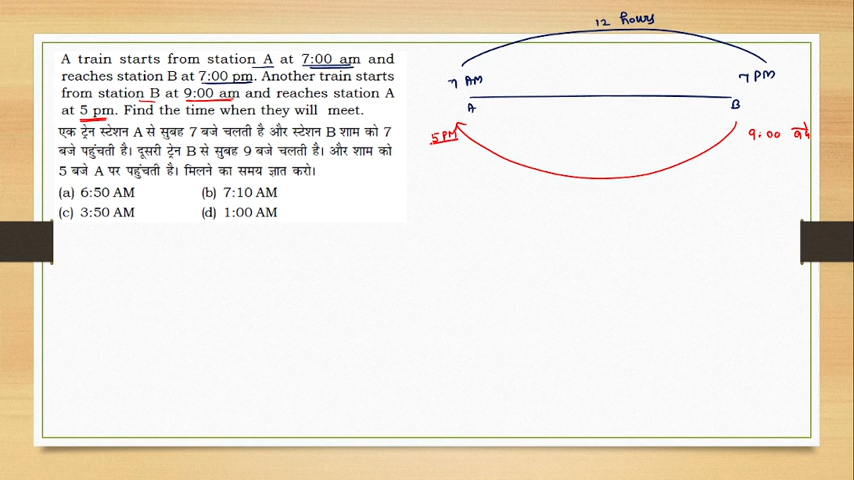 A train starts from station A at 7:00 am and
reaches station B at 7:00 pm. Another train starts
from station B at 9:00 am and reaches station A
at 5 pm. Find the time when they will meet.
एक ट्रेन स्टेशन A से सुबह 7 बजे चलती है और स्टेशन B शाम को 7
बजे पहुंचती है। दूसरी ट्रेन B से सुबह 9 बजे चलती है। और शाम को
5 बजे A पर पहुंचती है। मिलने का समय ज्ञात करो।
(a) 6:50 AM (b) 7:10 AM
(c) 3:50 AM (d) 1:00 AM
12 hours
7 AM 7 PM
A B
5PM 9:00